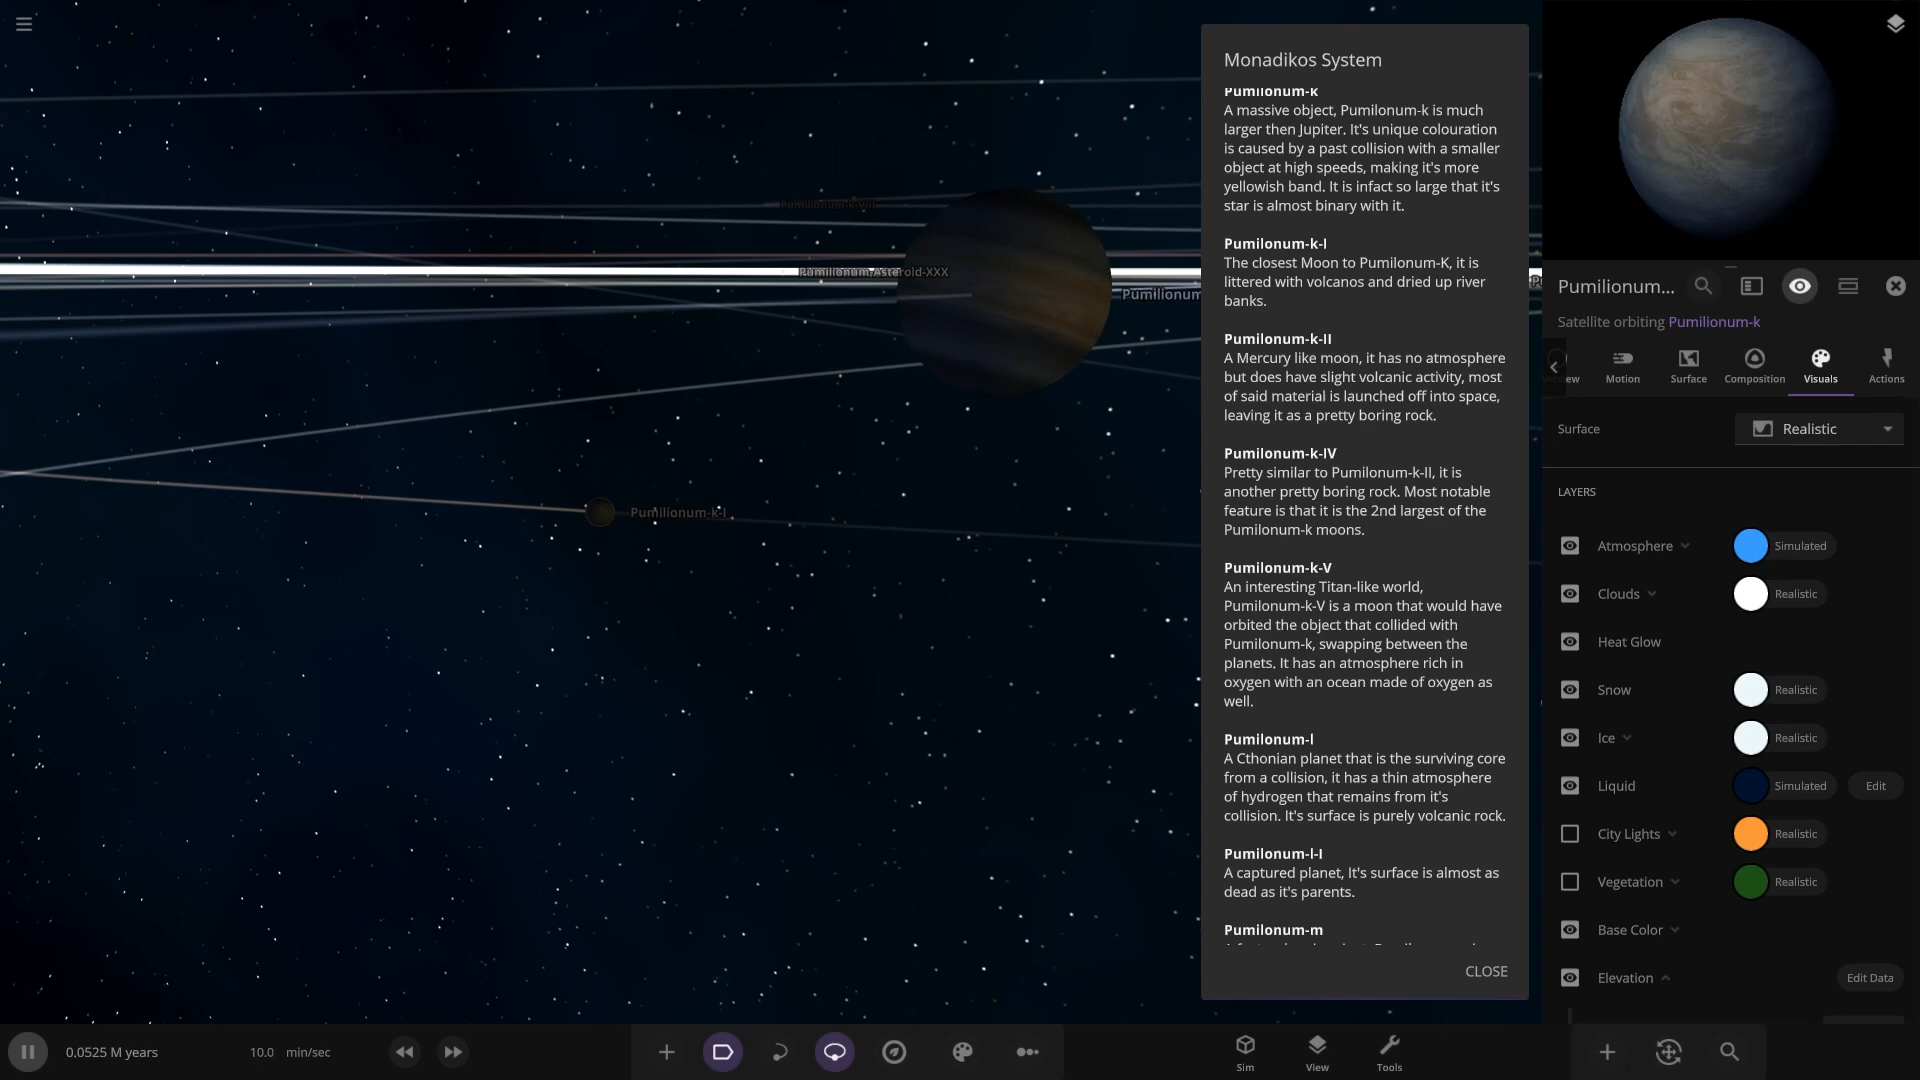 Monadikos System
Pumilonum-k
A massive object, Pumilonum-k is much
larger then Jupiter. It's unique colouration
is caused by a past collision with a smaller
object at high speeds, making it's more
yellowish band. It is infact so large that it's
star is almost binary with it.
Pumilonum-k-I
The closest Moon to Pumilonum-K, it is
littered with volcanos and dried up river
banks.
Pumilonum-k-II
A Mercury like moon, it has no atmosphere
but does have slight volcanic activity, most
of said material is launched off into space,
leaving it as a pretty boring rock.
Pumilonum-k-IV
Pretty similar to Pumilonum-k-II, it is
another pretty boring rock. Most notable
feature is that it is the 2nd largest of the
Pumilonum-k moons.
Pumilonum-k-V
An interesting Titan-like world,
Pumilonum-k-V is a moon that would have
orbited the object that collided with
Pumilonum-k, swapping between the
planets. It has an atmosphere rich in
oxygen with an ocean made of oxygen as
well.
Pumilonum-l
A Cthonian planet that is the surviving core
from a collision, it has a thin atmosphere
of hydrogen that remains from it's
collision. It's surface is purely volcanic rock.
Pumilonum-l-I
A captured planet, It's surface is almost as
dead as it's parents.
Pumilonum-m
CLOSE
Pumilionum-Asteroid-XXX
Pumilionum
Pumilionum-k-I
Pumilionum...
Satellite orbiting Pumilionum-k
Motion
Surface
Composition
Visuals
Actions
Surface
Realistic
LAYERS
Atmosphere
Simulated
Clouds
Realistic
Heat Glow
Snow
Realistic
Ice
Realistic
Liquid
Simulated
Edit
City Lights
Realistic
Vegetation
Realistic
Base Color
Elevation
Edit Data
0.0525 M years
10.0 min/sec
Sim
View
Tools